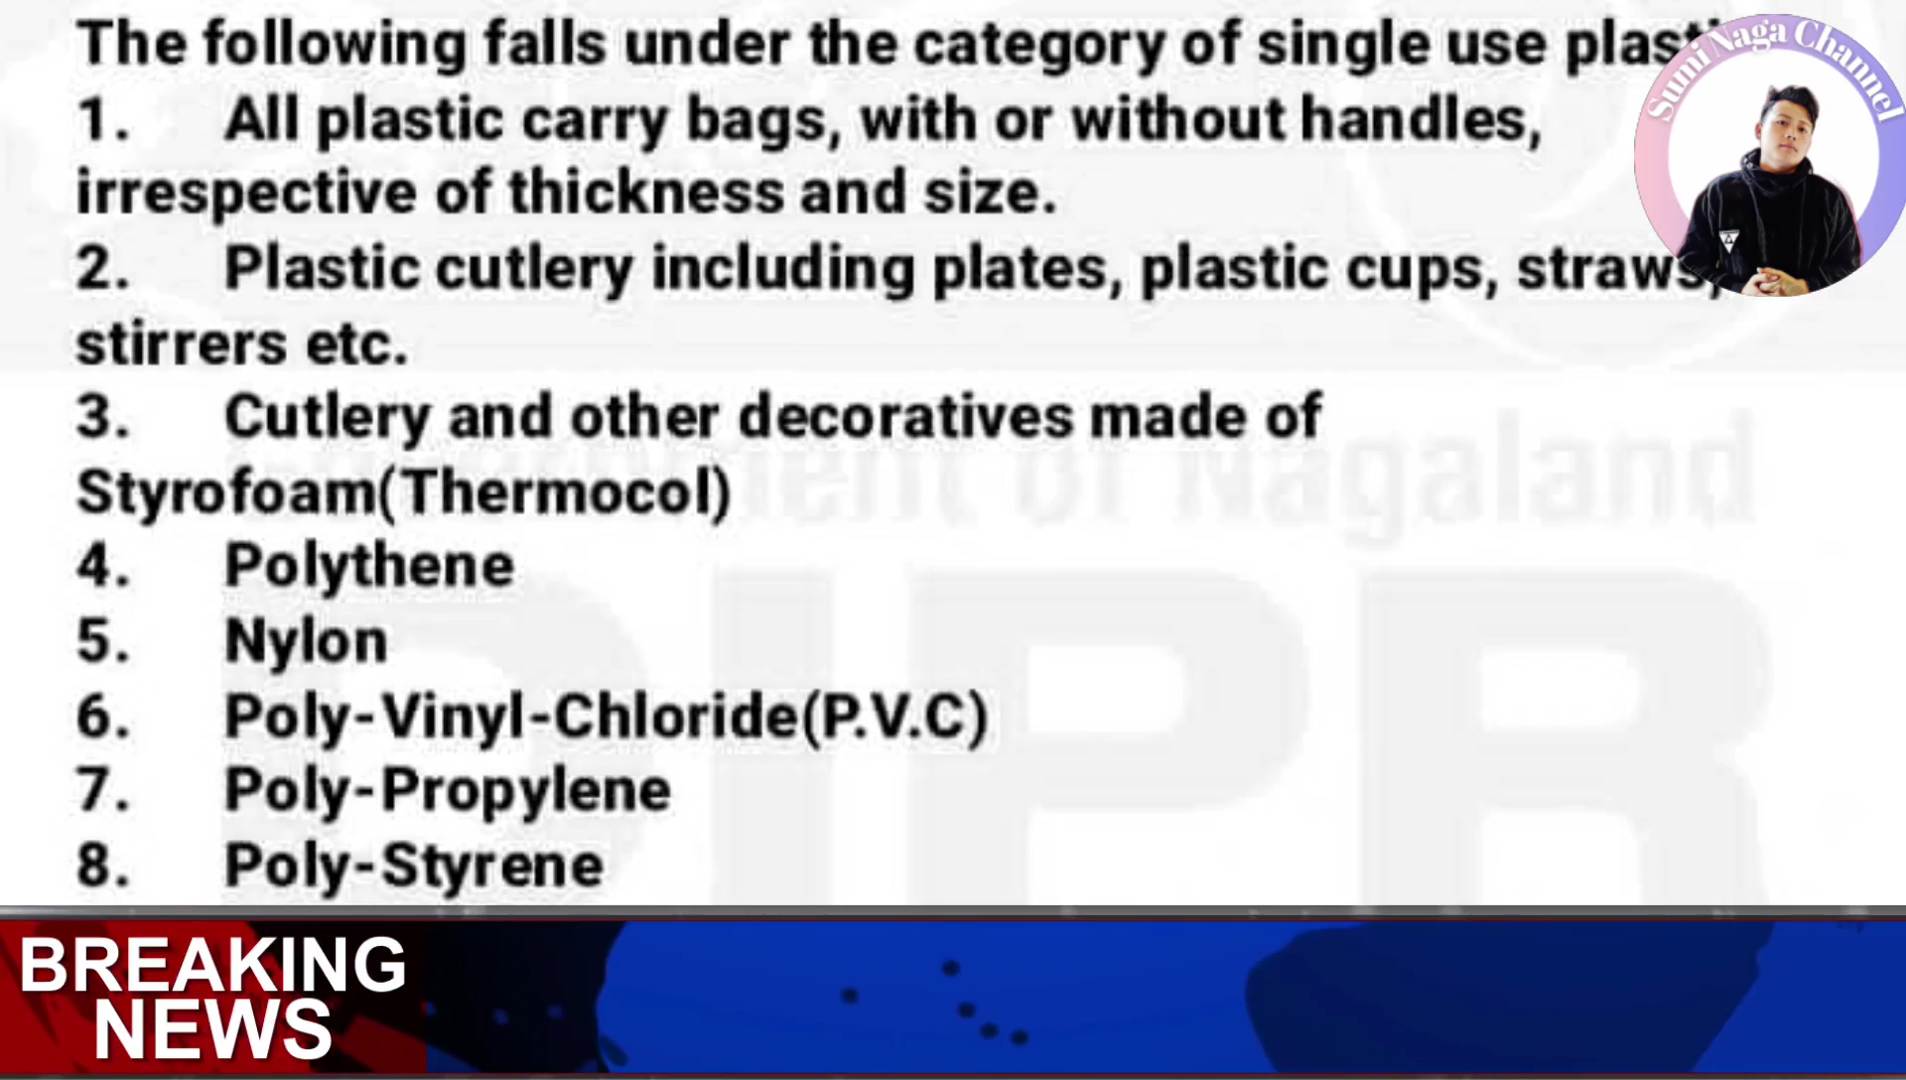 The following falls under the category of single use
1. All plastic carry bags, with or without handles,
irrespective of thickness and size.
2. Plastic cutlery including plates, plastic cups, straws,
stirrers etc.
3. Cutlery and other decoratives made of
Styrofoam(Thermocol)
4. Polythene
5. Nylon
6. Poly-Vinyl-Chloride(P.V.C)
7. Poly-Propylene
8. Poly-Styrene
Sumi Naga Channel
of Nagaland
DIPR
BREAKING
NEWS